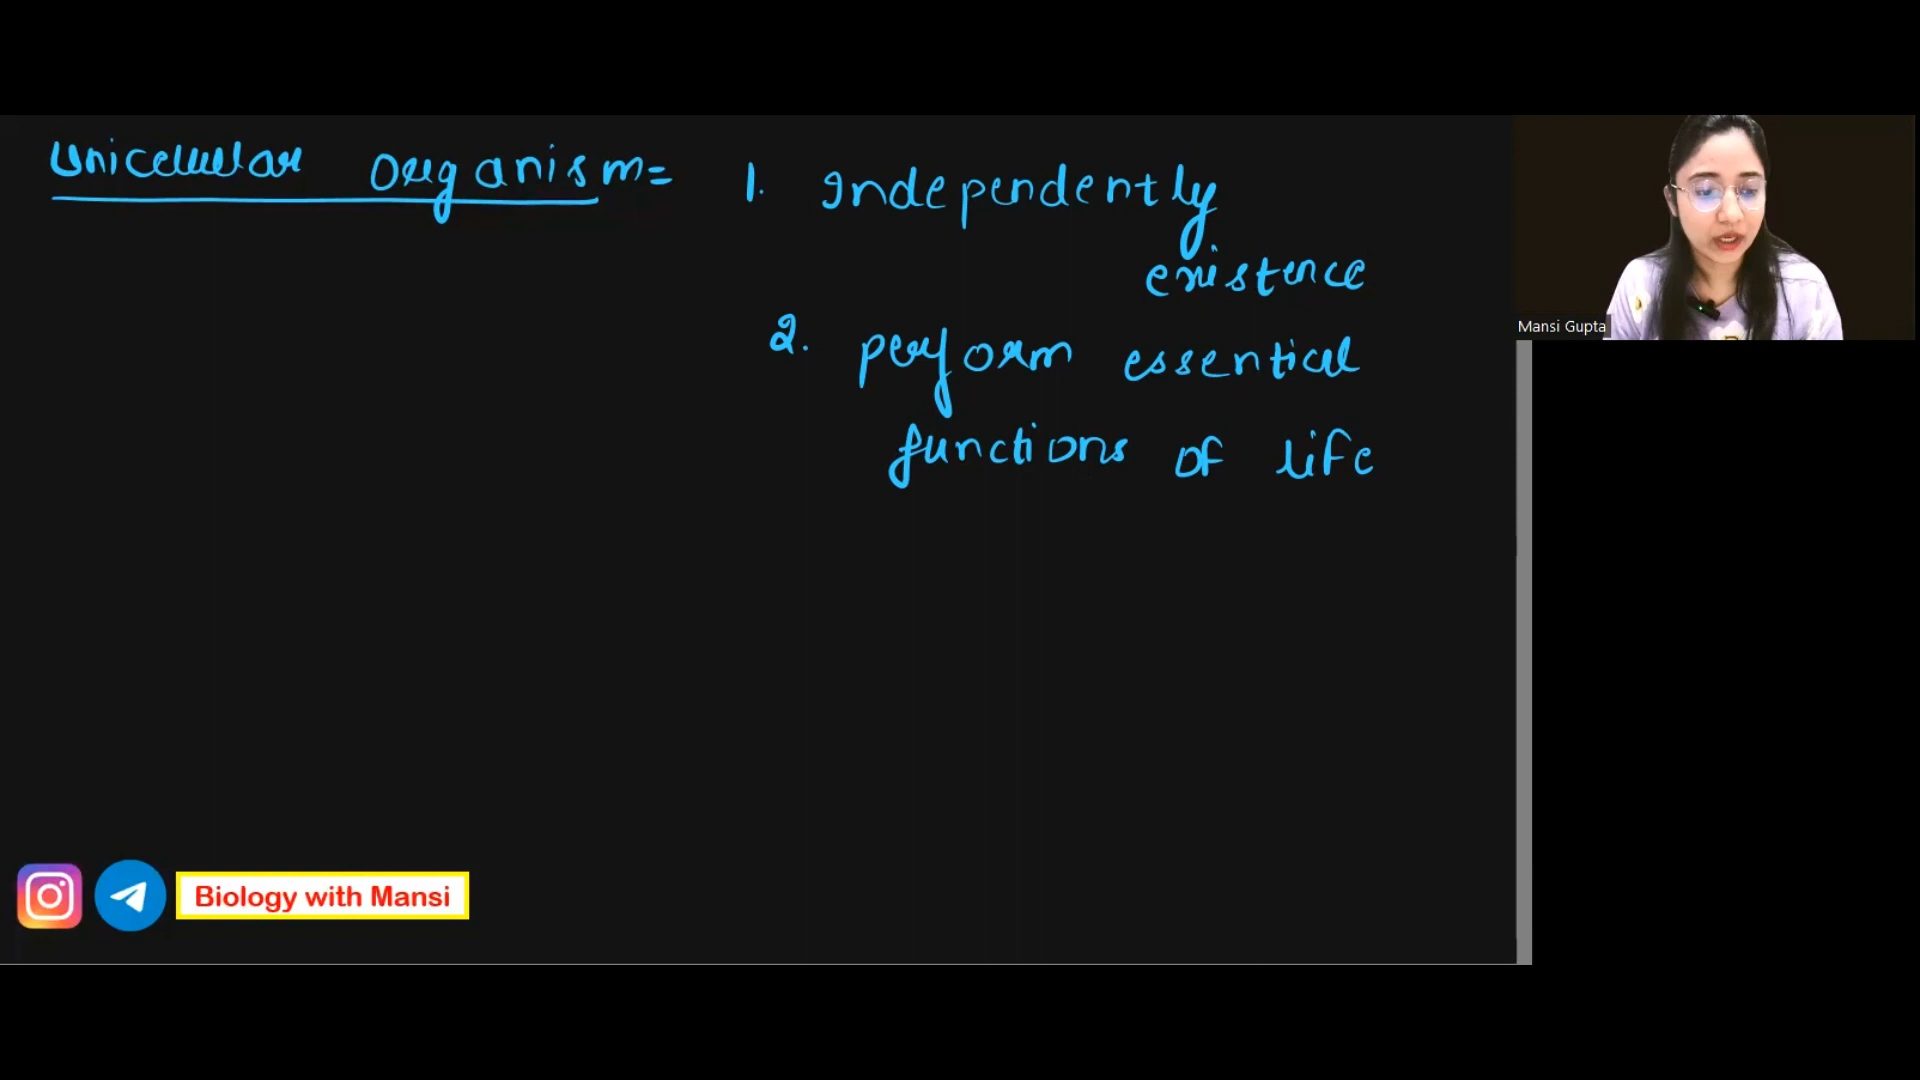 Unicellular Organism= 1. Independently
existence
Mansi Gupta
2. perform essential
functions of life
Biology with Mansi